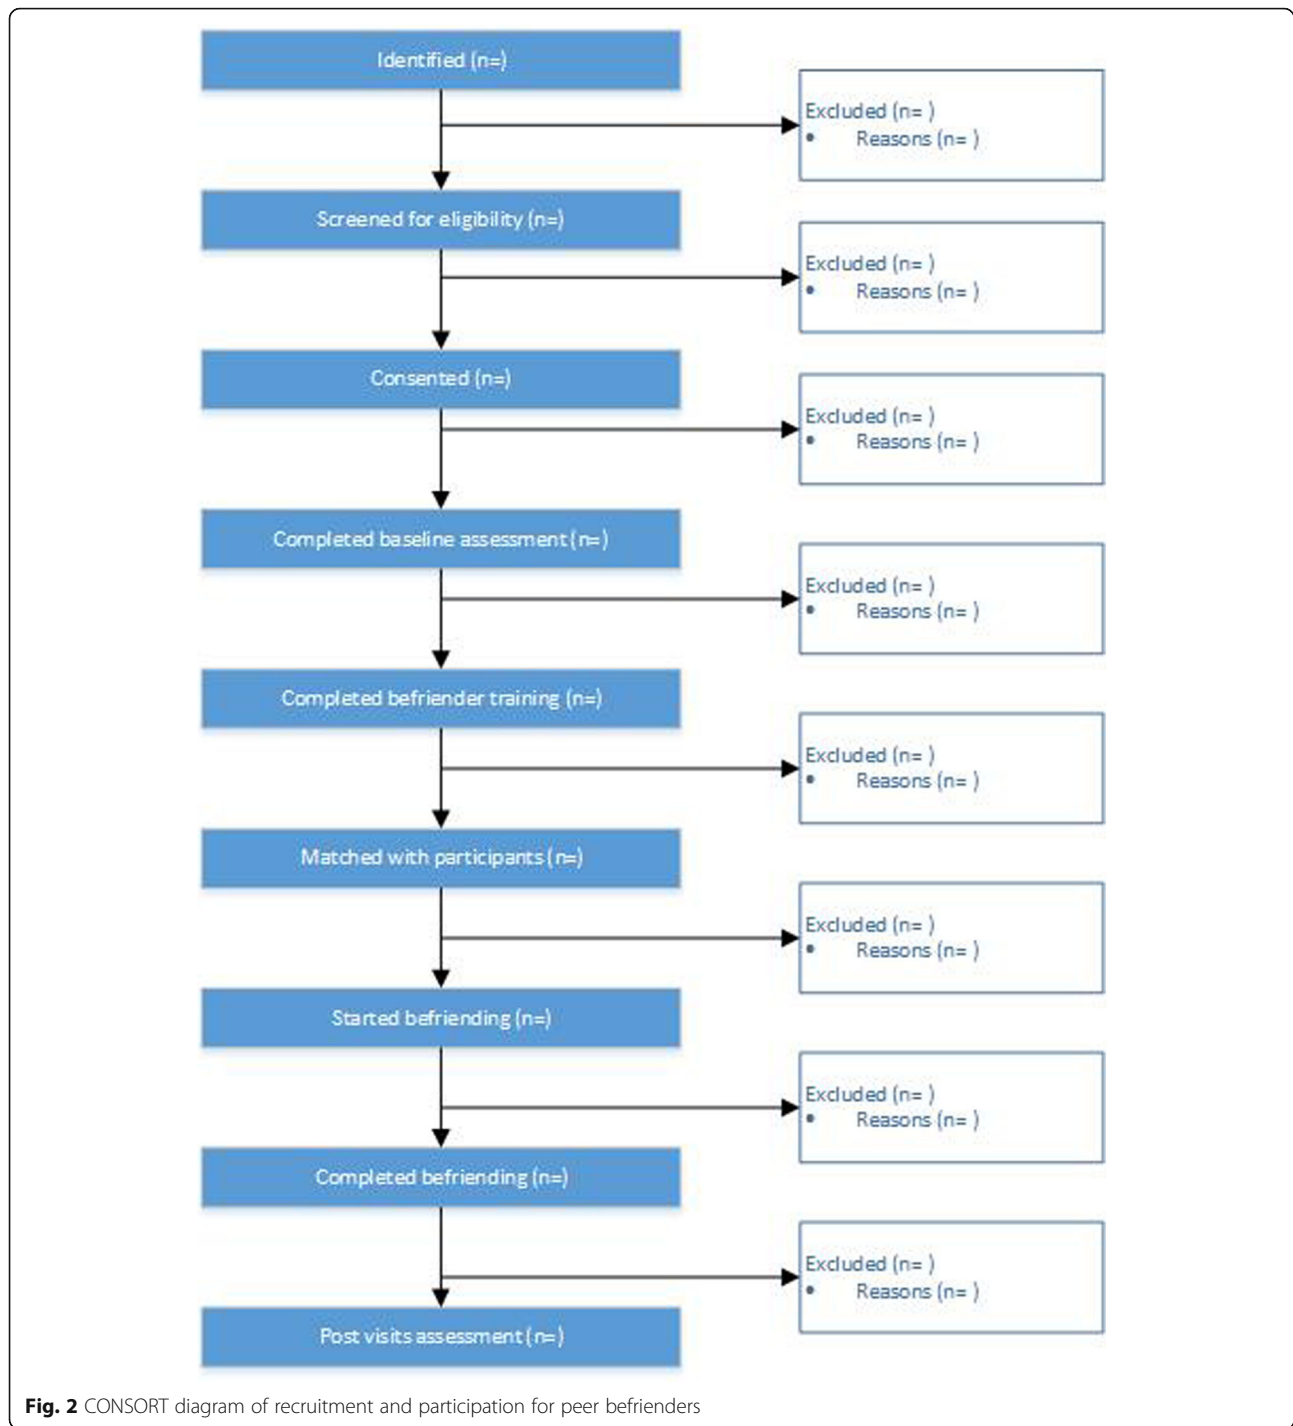 Identified (n=)
Excluded (n= )
• Reasons (n= )
Screened for eligibility (n=)
Excluded (n= )
• Reasons (n= )
Consented (n=)
Excluded (n= )
• Reasons (n= )
Completed baseline assessment (n=)
Excluded (n= )
• Reasons (n= )
Completed befriender training (n=)
Excluded (n= )
• Reasons (n= )
Matched with participants (n=)
Excluded (n= )
• Reasons (n= )
Started befriending (n=)
Excluded (n= )
• Reasons (n= )
Completed befriending (n=)
Excluded (n= )
• Reasons (n= )
Post visits assessment (n=)
Fig. 2 CONSORT diagram of recruitment and participation for peer befrienders